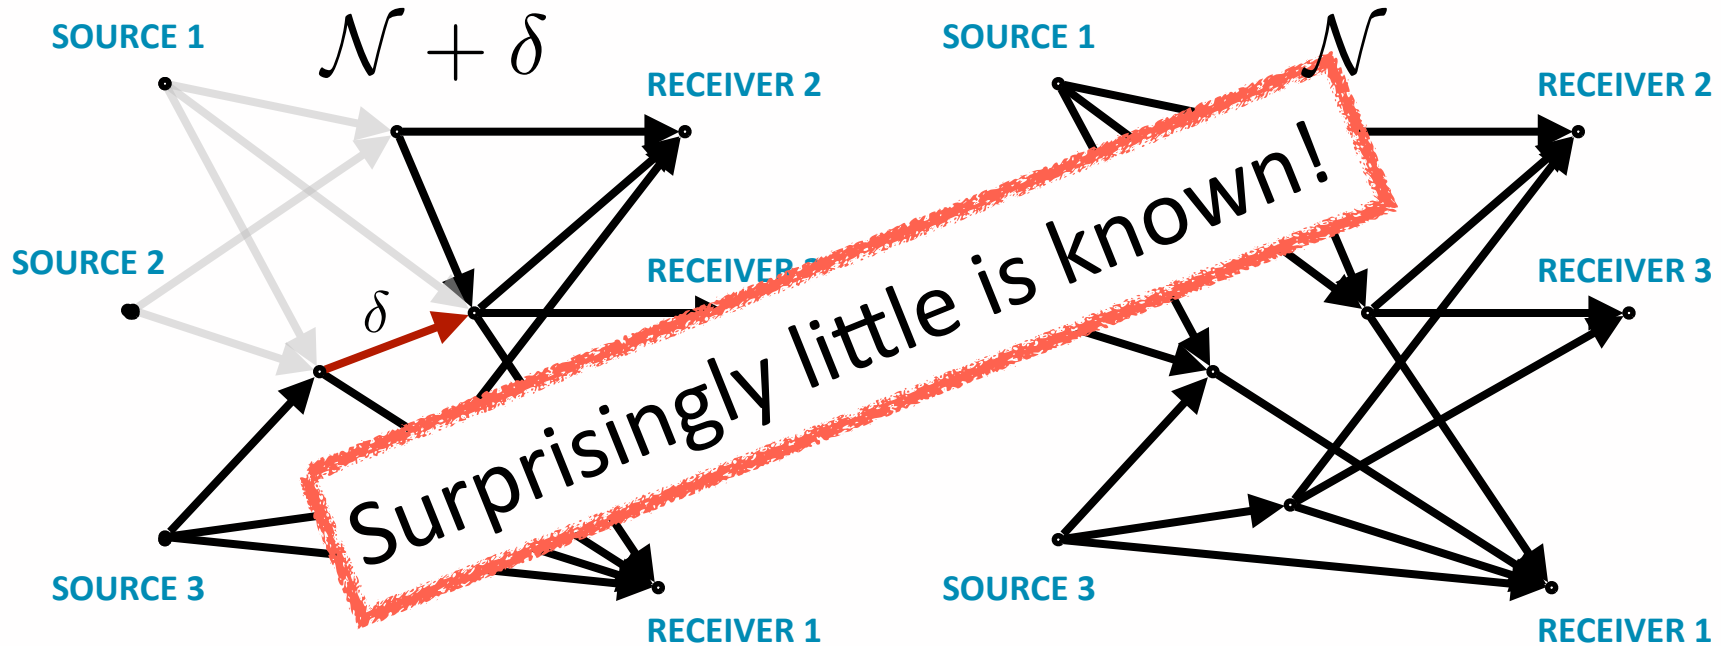 SOURCE 1
𝒩 + δ
RECEIVER 2
SOURCE 2
RECEIVER
δ
SOURCE 3
RECEIVER 1
SOURCE 1
𝒩
RECEIVER 2
RECEIVER 3
SOURCE 3
RECEIVER 1
Surprisingly little is known!